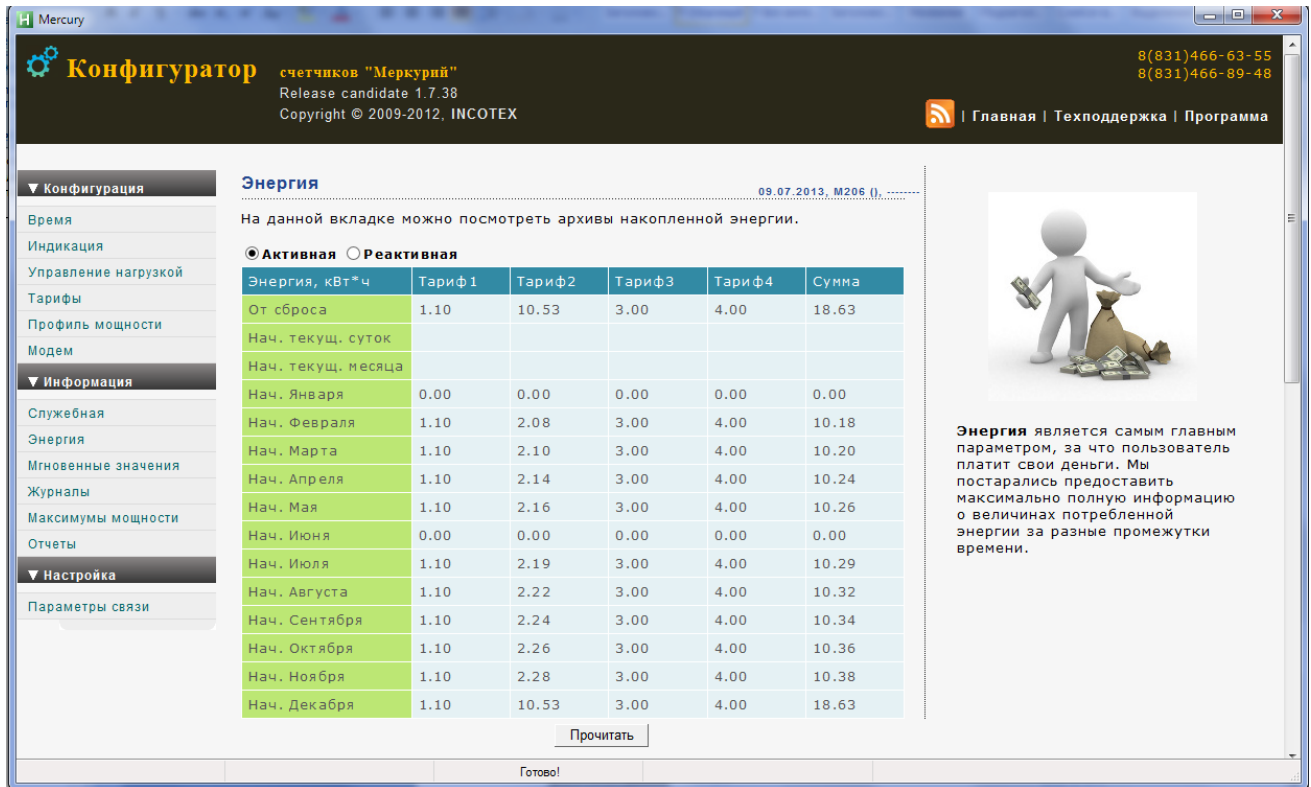 Mercury
Конфигуратор счетчиков "Меркурий"
Release candidate 1.7.38
Copyright © 2009-2012, INCOTEX
8(831)466-63-55
8(831)466-89-48
| Главная | Техподдержка | Программа
▼ Конфигурация
Время
Индикация
Управление нагрузкой
Тарифы
Профиль мощности
Модем
▼ Информация
Служебная
Энергия
Мгновенные значения
Журналы
Максимумы мощности
Отчеты
▼ Настройка
Параметры связи
Энергия
09.07.2013, M206 (), --------
На данной вкладке можно посмотреть архивы накопленной энергии.
Активная Реактивная
Энергия, кВт*ч Тариф1 Тариф2 Тариф3 Тариф4 Сумма
От сброса 1.10 10.53 3.00 4.00 18.63
Нач. текущ. суток
Нач. текущ. месяца
Нач. Января 0.00 0.00 0.00 0.00 0.00
Нач. Февраля 1.10 2.08 3.00 4.00 10.18
Нач. Марта 1.10 2.10 3.00 4.00 10.20
Нач. Апреля 1.10 2.14 3.00 4.00 10.24
Нач. Мая 1.10 2.16 3.00 4.00 10.26
Нач. Июня 0.00 0.00 0.00 0.00 0.00
Нач. Июля 1.10 2.19 3.00 4.00 10.29
Нач. Августа 1.10 2.22 3.00 4.00 10.32
Нач. Сентября 1.10 2.24 3.00 4.00 10.34
Нач. Октября 1.10 2.26 3.00 4.00 10.36
Нач. Ноября 1.10 2.28 3.00 4.00 10.38
Нач. Декабря 1.10 10.53 3.00 4.00 18.63
Прочитать
Энергия является самым главным
параметром, за что пользователь
платит свои деньги. Мы
постарались предоставить
максимально полную информацию
о величинах потребленной
энергии за разные промежутки
времени.
Готово!